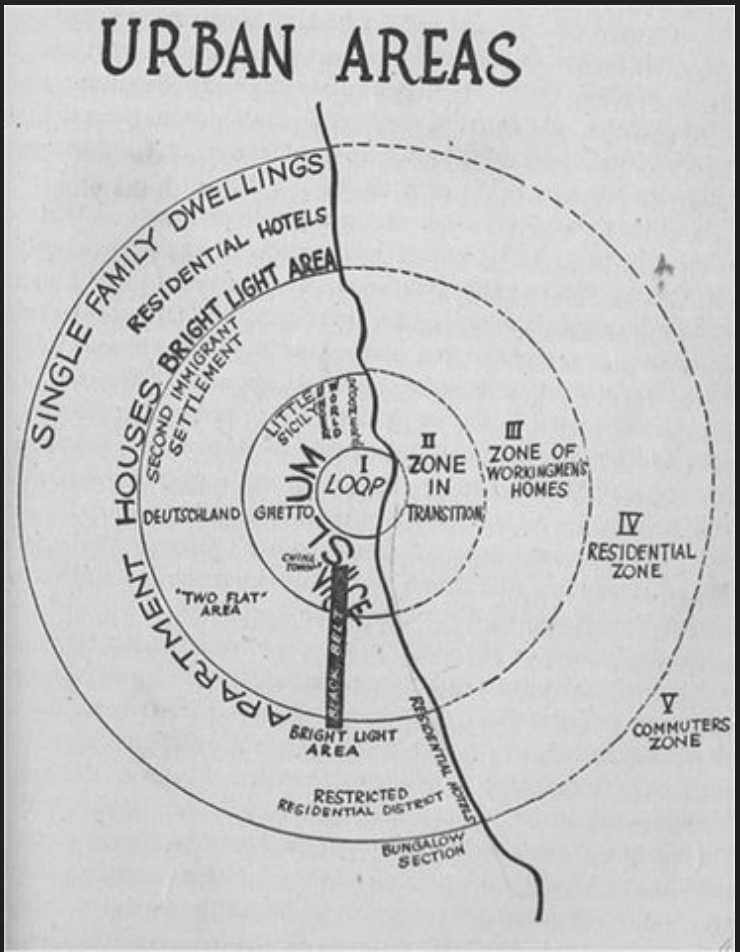 URBAN AREAS
SINGLE FAMILY DWELLINGS
RESIDENTIAL HOTELS
BRIGHT LIGHT AREA
SECOND IMMIGRANT
SETTLEMENT
APARTMENT HOUSES
LITTLE
SICILY
UNDER
WORLD
ROOMERS
I
LOOP
II
ZONE
IN
TRANSITION
III
ZONE OF
WORKINGMEN'S
HOMES
IV
RESIDENTIAL
ZONE
V
COMMUTERS
ZONE
DEUTSCHLAND
GHETTO
SLUM
CHINA
TOWN
VICE
"TWO FLAT"
AREA
BLACK BELT
BRIGHT LIGHT
AREA
RESIDENTIAL HOTELS
RESTRICTED
RESIDENTIAL DISTRICT
BUNGALOW
SECTION